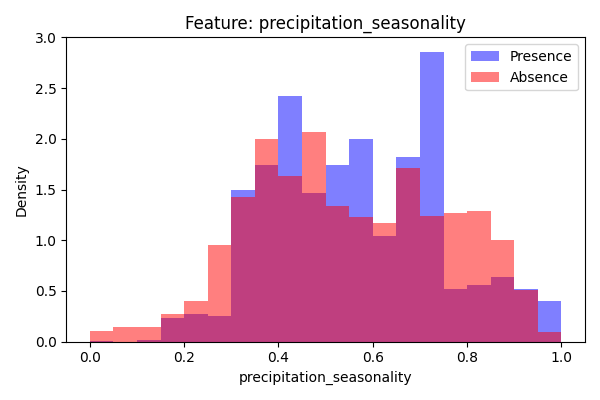 Feature: precipitation_seasonality
Presence
Absence
Density
3.0
2.5
2.0
1.5
1.0
0.5
0.0
0.0
0.2
0.4
0.6
0.8
1.0
precipitation_seasonality